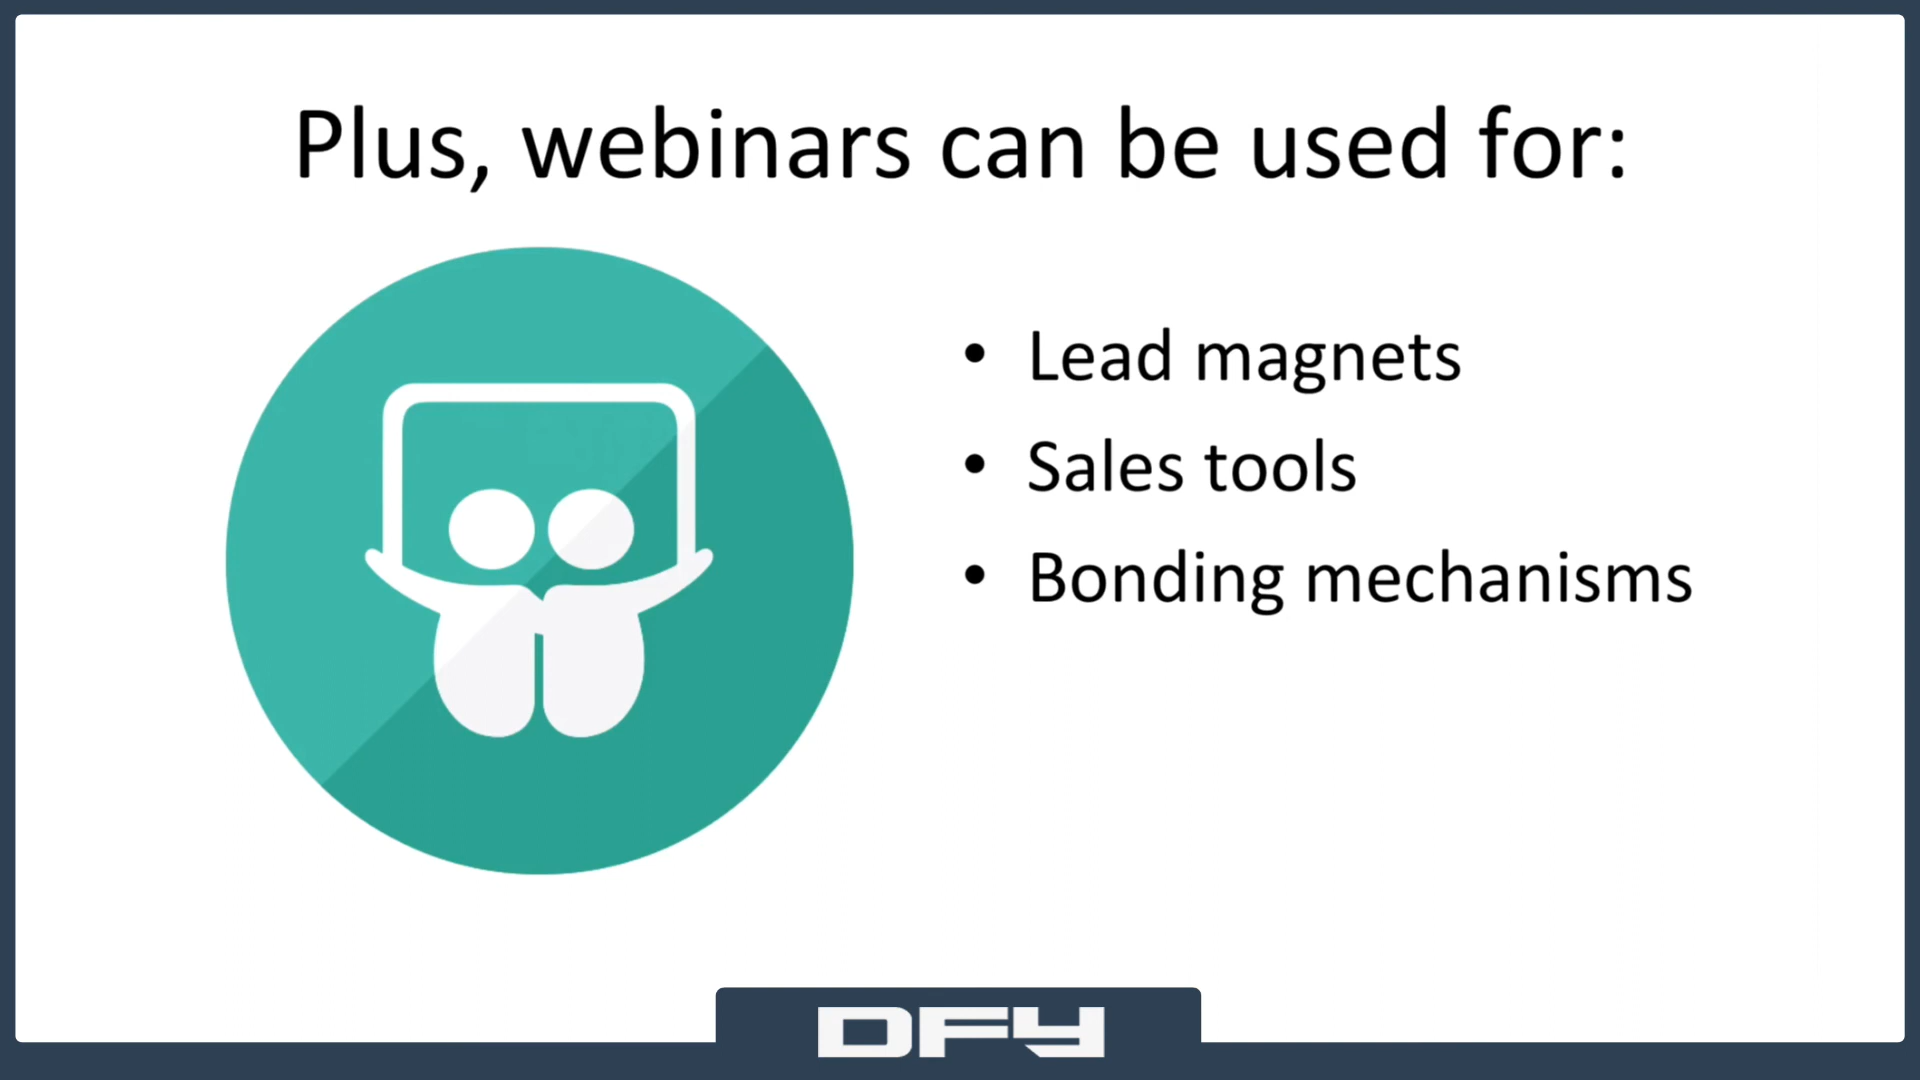 Plus, webinars can be used for:
• Lead magnets
• Sales tools
• Bonding mechanisms
DFY